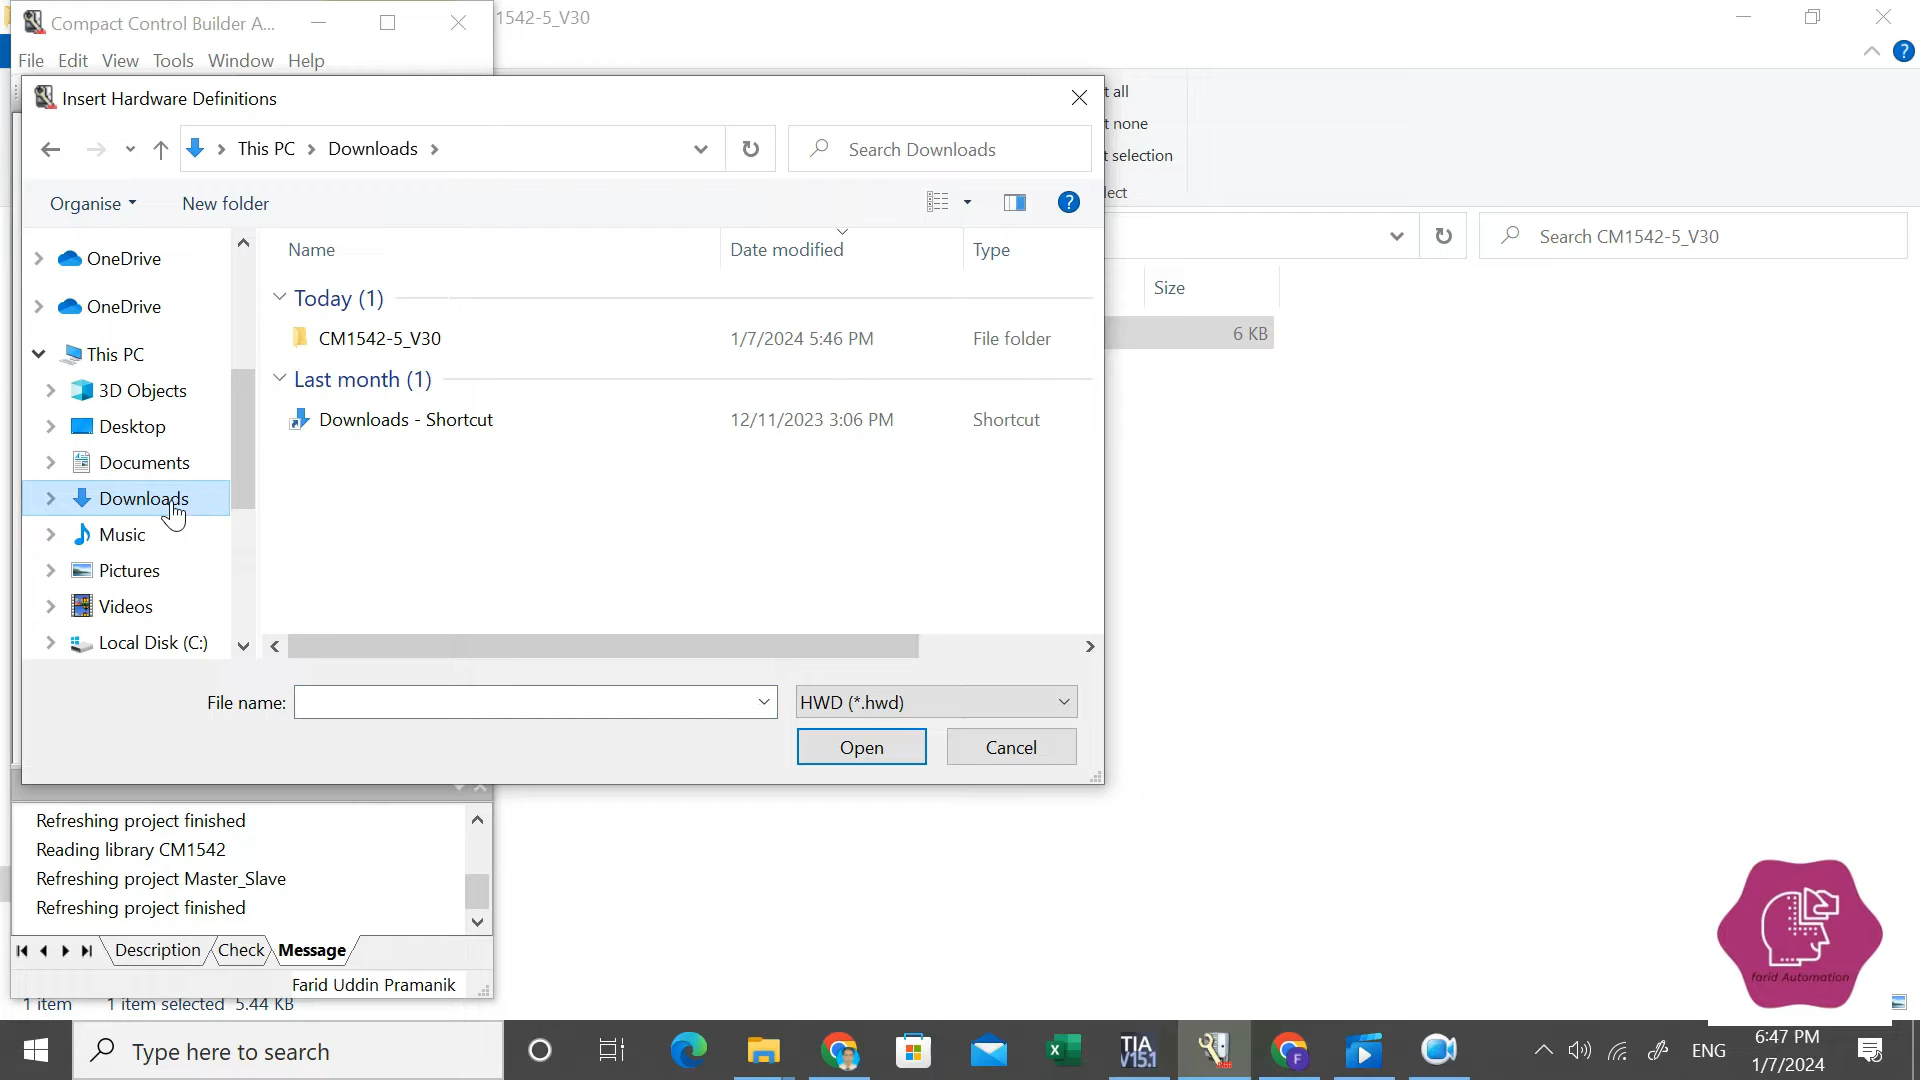 Compact Control Builder A...
1542-5_V30
File Edit View Tools Window Help
Insert Hardware Definitions
t all
t none
t selection
lect
This PC Downloads
Search Downloads
Organise
New folder
?
?
Search CM1542-5_V30
Name
Date modified
Type
Size
6 KB
OneDrive
OneDrive
This PC
3D Objects
Desktop
Documents
Downloads
Music
Pictures
Videos
Local Disk (C:)
Today (1)
CM1542-5_V30 1/7/2024 5:46 PM File folder
Last month (1)
Downloads - Shortcut 12/11/2023 3:06 PM Shortcut
File name:
HWD (*.hwd)
Open
Cancel
Refreshing project finished
Reading library CM1542
Refreshing project Master_Slave
Refreshing project finished
Description Check Message
Farid Uddin Pramanik
1 item 1 item selected 5.44 KB
farid Automation
Type here to search
TIA
V15.1
F
ENG
6:47 PM
1/7/2024